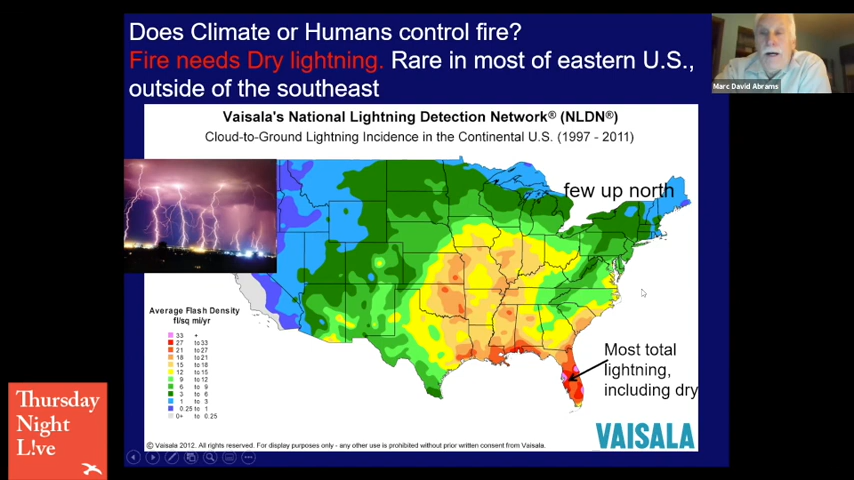 Does Climate or Humans control fire?
Fire needs Dry lightning. Rare in most of eastern U.S.,
outside of the southeast
Marc David Abrams
Vaisala's National Lightning Detection Network® (NLDN®)
Cloud-to-Ground Lightning Incidence in the Continental U.S. (1997 - 2011)
few up north
Average Flash Density
fl/sq mi/yr
33 +
27 to 33
21 to 27
18 to 21
15 to 18
12 to 15
9 to 12
6 to 9
3 to 6
1 to 3
0.25 to 1
0+ to 0.25
Most total
lightning,
including dry
Thursday
Night
L!ve
VAISALA
© Vaisala 2012. All rights reserved. For display purposes only - any other use is prohibited without prior written consent from Vaisala.